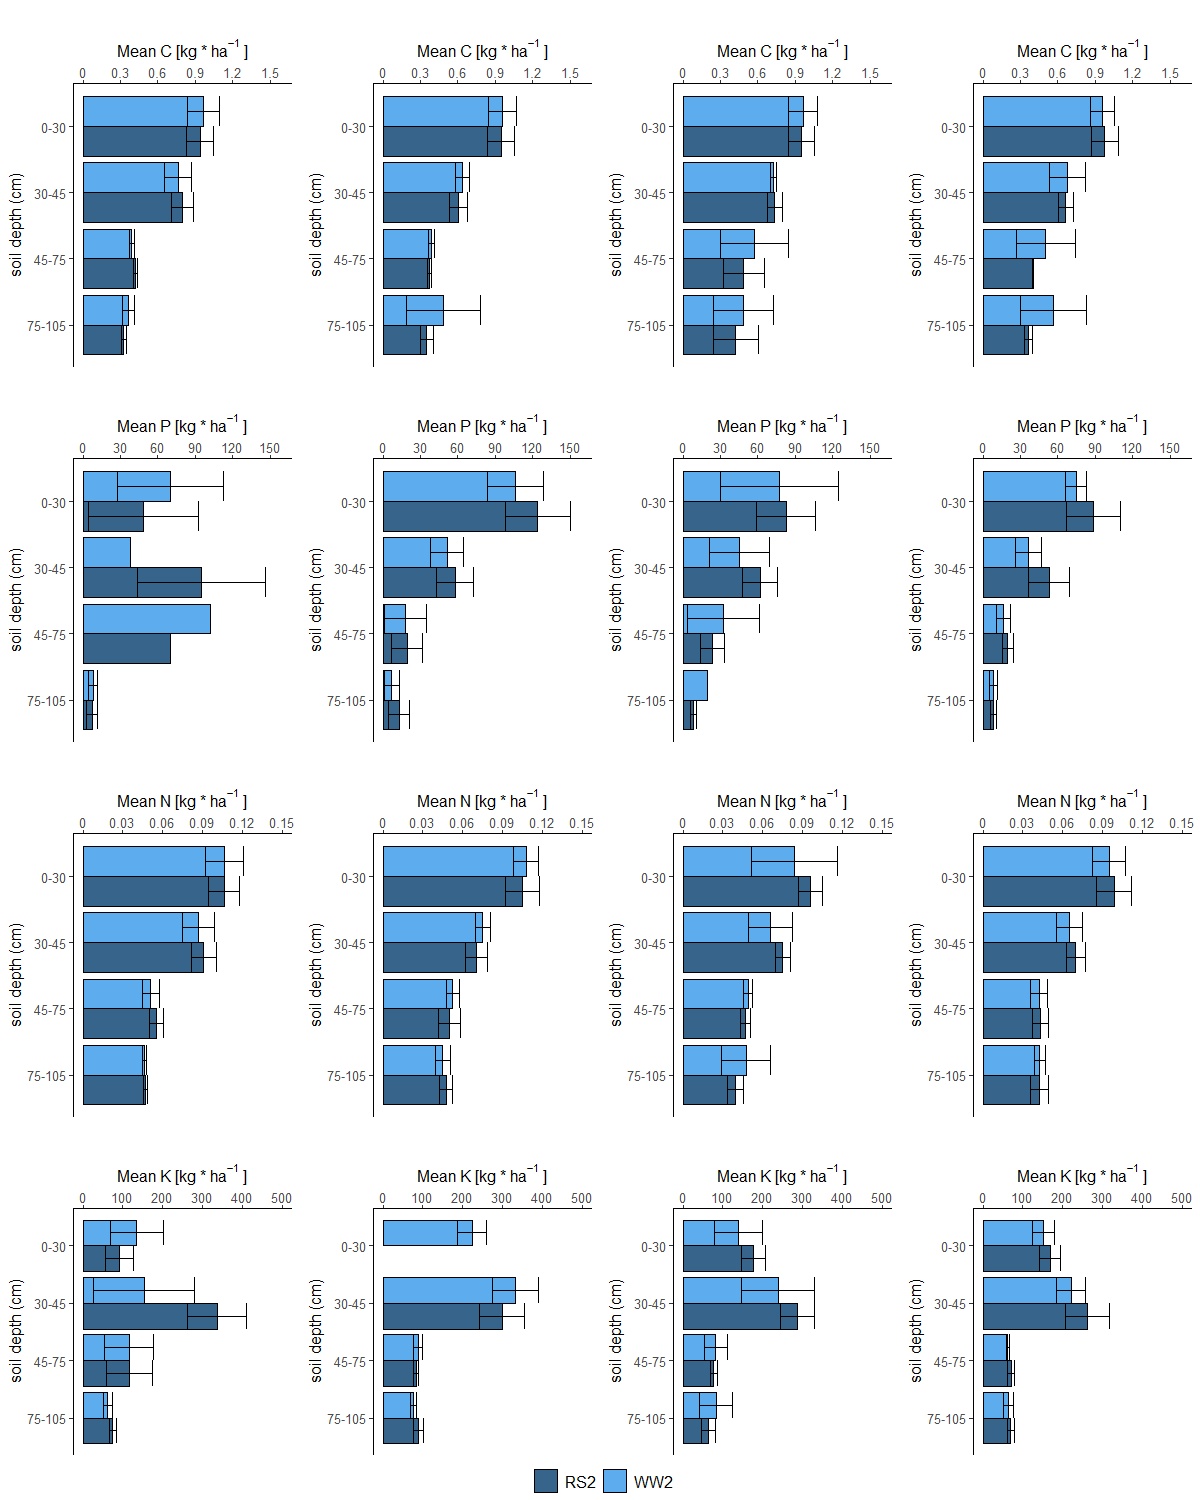 Mean C [kg * ha⁻¹] Mean C [kg * ha⁻¹] Mean C [kg * ha⁻¹] Mean C [kg * ha⁻¹]
0 0.3 0.6 0.9 1.2 1.5 0 0.3 0.6 0.9 1.2 1.5 0 0.3 0.6 0.9 1.2 1.5 0 0.3 0.6 0.9 1.2 1.5
soil depth (cm) soil depth (cm) soil depth (cm) soil depth (cm)
0-30 0-30 0-30 0-30
30-45 30-45 30-45 30-45
45-75 45-75 45-75 45-75
75-105 75-105 75-105 75-105
Mean P [kg * ha⁻¹] Mean P [kg * ha⁻¹] Mean P [kg * ha⁻¹] Mean P [kg * ha⁻¹]
0 30 60 90 120 150 0 30 60 90 120 150 0 30 60 90 120 150 0 30 60 90 120 150
soil depth (cm) soil depth (cm) soil depth (cm) soil depth (cm)
0-30 0-30 0-30 0-30
30-45 30-45 30-45 30-45
45-75 45-75 45-75 45-75
75-105 75-105 75-105 75-105
Mean N [kg * ha⁻¹] Mean N [kg * ha⁻¹] Mean N [kg * ha⁻¹] Mean N [kg * ha⁻¹]
0 0.03 0.06 0.09 0.12 0.15 0 0.03 0.06 0.09 0.12 0.15 0 0.03 0.06 0.09 0.12 0.15 0 0.03 0.06 0.09 0.12 0.15
soil depth (cm) soil depth (cm) soil depth (cm) soil depth (cm)
0-30 0-30 0-30 0-30
30-45 30-45 30-45 30-45
45-75 45-75 45-75 45-75
75-105 75-105 75-105 75-105
Mean K [kg * ha⁻¹] Mean K [kg * ha⁻¹] Mean K [kg * ha⁻¹] Mean K [kg * ha⁻¹]
0 100 200 300 400 500 0 100 200 300 400 500 0 100 200 300 400 500 0 100 200 300 400 500
soil depth (cm) soil depth (cm) soil depth (cm) soil depth (cm)
0-30 0-30 0-30 0-30
30-45 30-45 30-45 30-45
45-75 45-75 45-75 45-75
75-105 75-105 75-105 75-105
RS2 WW2